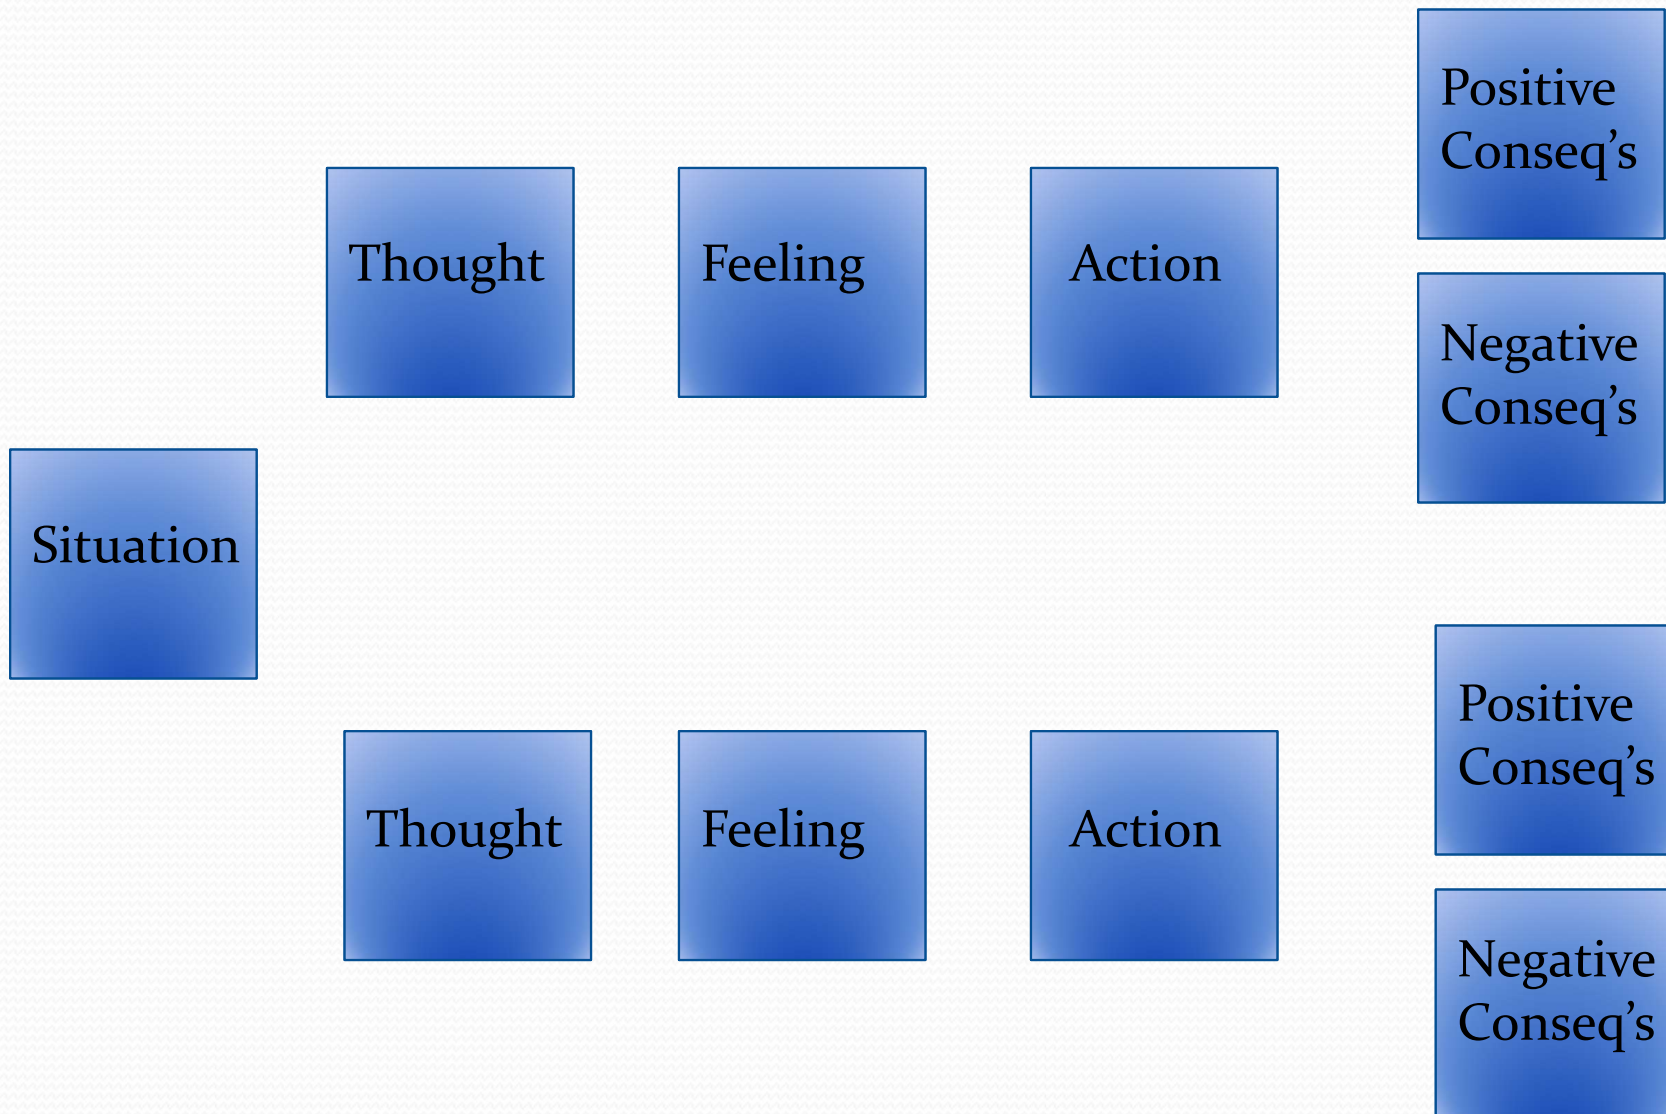 Positive
Conseq’s
Thought
Feeling
Action
Negative
Conseq’s
Situation
Positive
Conseq’s
Thought
Feeling
Action
Negative
Conseq’s